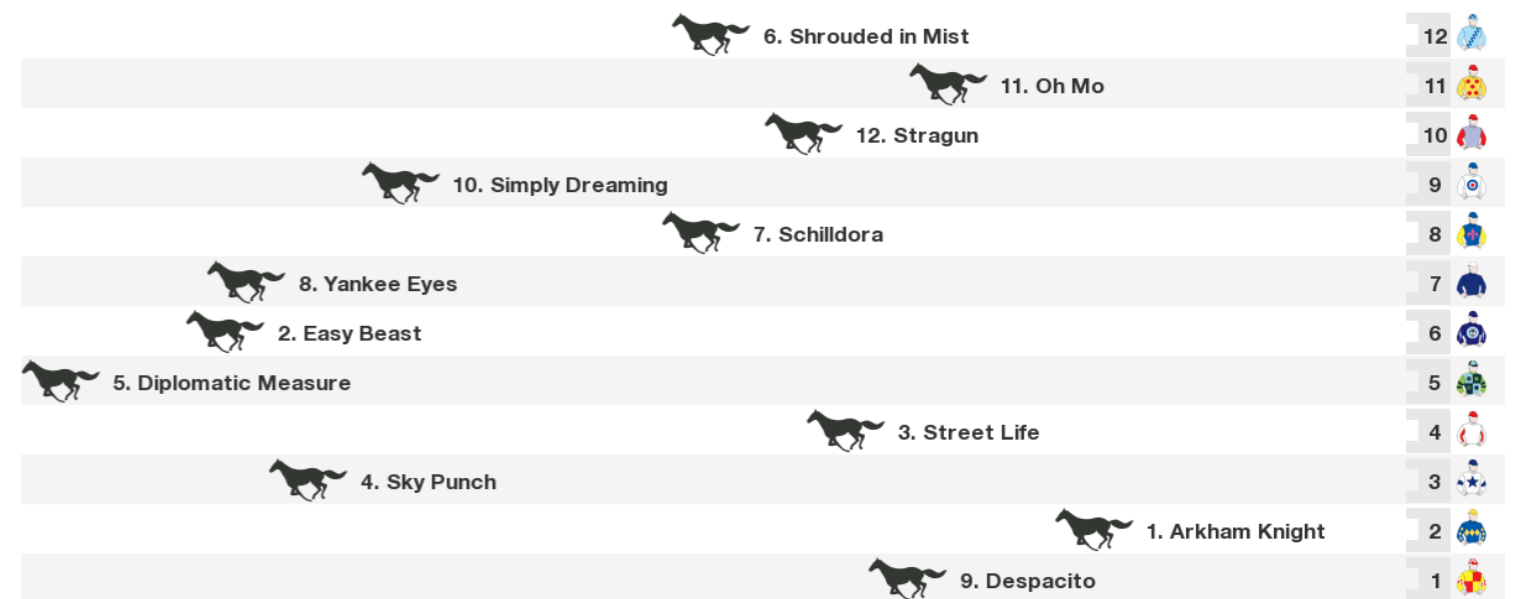 6. Shrouded in Mist 12
11. Oh Mo 11
12. Stragun 10
10. Simply Dreaming 9
7. Schilldora 8
8. Yankee Eyes 7
2. Easy Beast 6
5. Diplomatic Measure 5
3. Street Life 4
4. Sky Punch 3
1. Arkham Knight 2
9. Despacito 1